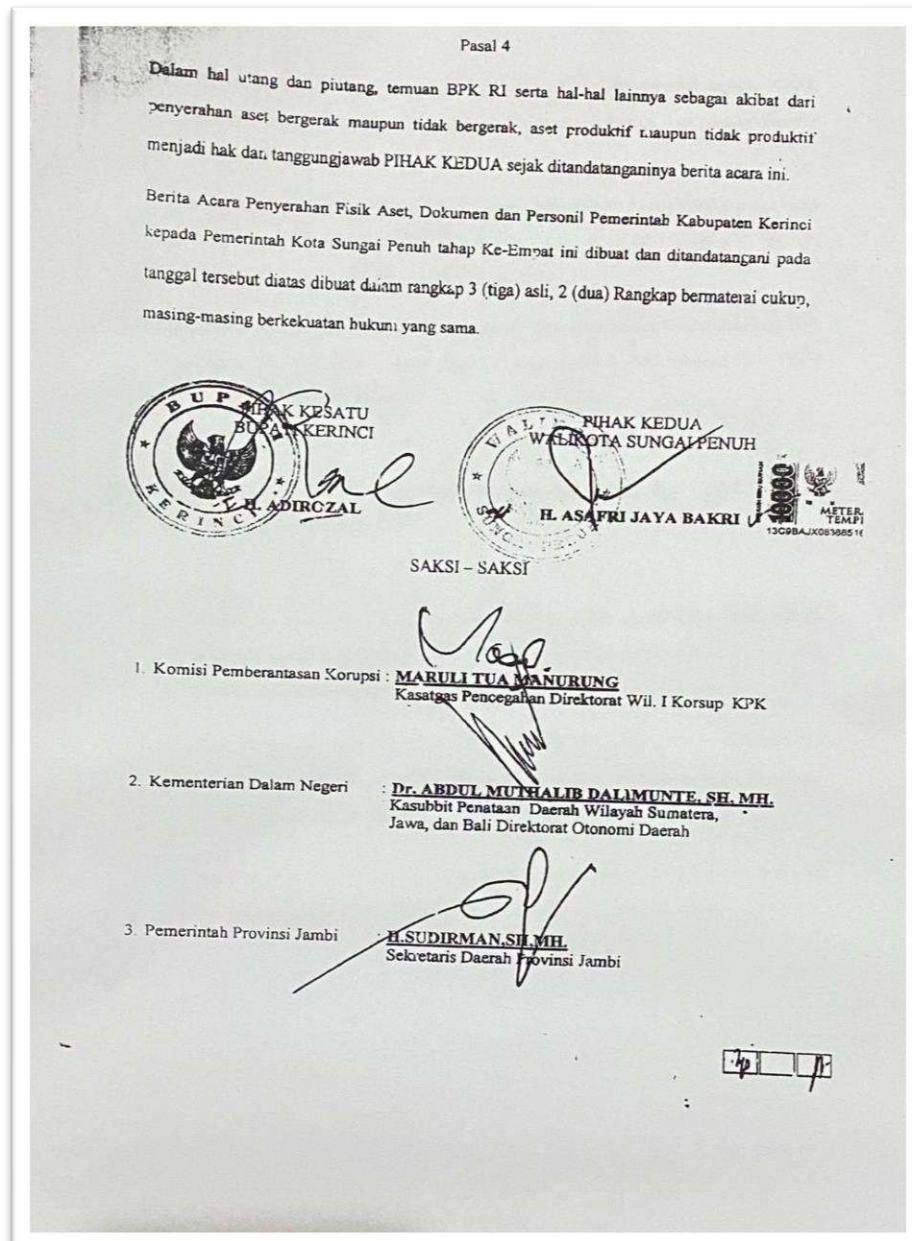 Pasal 4
Dalam hal utang dan piutang, temuan BPK RI serta hal-hal lainnya sebagai akibat dari
penyerahan aset bergerak maupun tidak bergerak, aset produktif maupun tidak produktif
menjadi hak dan tanggungjawab PIHAK KEDUA sejak ditandatanganinya berita acara ini.
Berita Acara Penyerahan Fisik Aset, Dokumen dan Personil Pemerintah Kabupaten Kerinci
kepada Pemerintah Kota Sungai Penuh tahap Ke-Empat ini dibuat dan ditandatangani pada
tanggal tersebut diatas dibuat dalam rangkap 3 (tiga) asli, 2 (dua) Rangkap bermaterai cukup,
masing-masing berkekuatan hukum yang sama.
PIHAK KESATU
BUPATI KERINCI
BUPATI
KERINCI
H. ADIROZAL
PIHAK KEDUA
WALIKOTA SUNGAI PENUH
H. ASAFRI JAYA BAKRI
10000
METERA
TEMPE
SAKSI – SAKSI
1. Komisi Pemberantasan Korupsi : MARULI TUA MANURUNG
Kasatgas Pencegahan Direktorat Wil. I Korsup KPK
2. Kementerian Dalam Negeri : Dr. ABDUL MUTHALIB DALIMUNTE, SH, MH.
Kasubbit Penataan Daerah Wilayah Sumatera,
Jawa, dan Bali Direktorat Otonomi Daerah
3. Pemerintah Provinsi Jambi : H.SUDIRMAN,SH,MH.
Sekretaris Daerah Provinsi Jambi